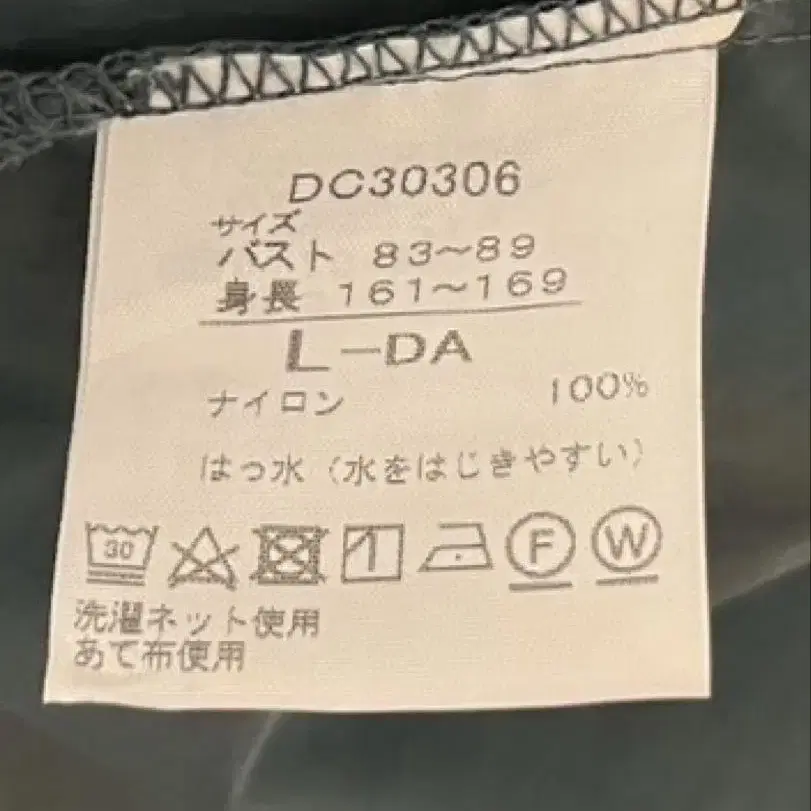 DC30306
サイズ
バスト 83〜89
身長 161〜169
L－DA
ナイロン 100%
はっ水（水をはじきやすい）
30 F W
洗濯ネット使用
あて布使用